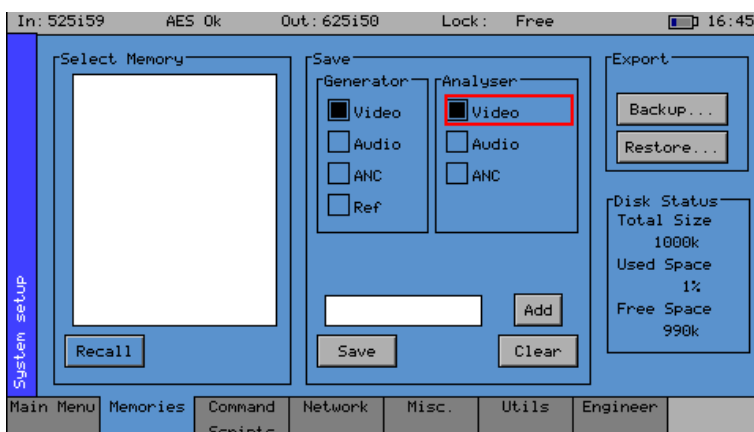 In:525i59 AES Ok Out:625i50 Lock: Free 16:45
System setup
Select Memory
Recall
Save
Generator
Video
Audio
ANC
Ref
Analyser
Video
Audio
ANC
Add
Save
Clear
Export
Backup...
Restore...
Disk Status
Total Size
1000k
Used Space
1%
Free Space
990k
Main Menu Memories Command Network Misc. Utils Engineer
Scripts